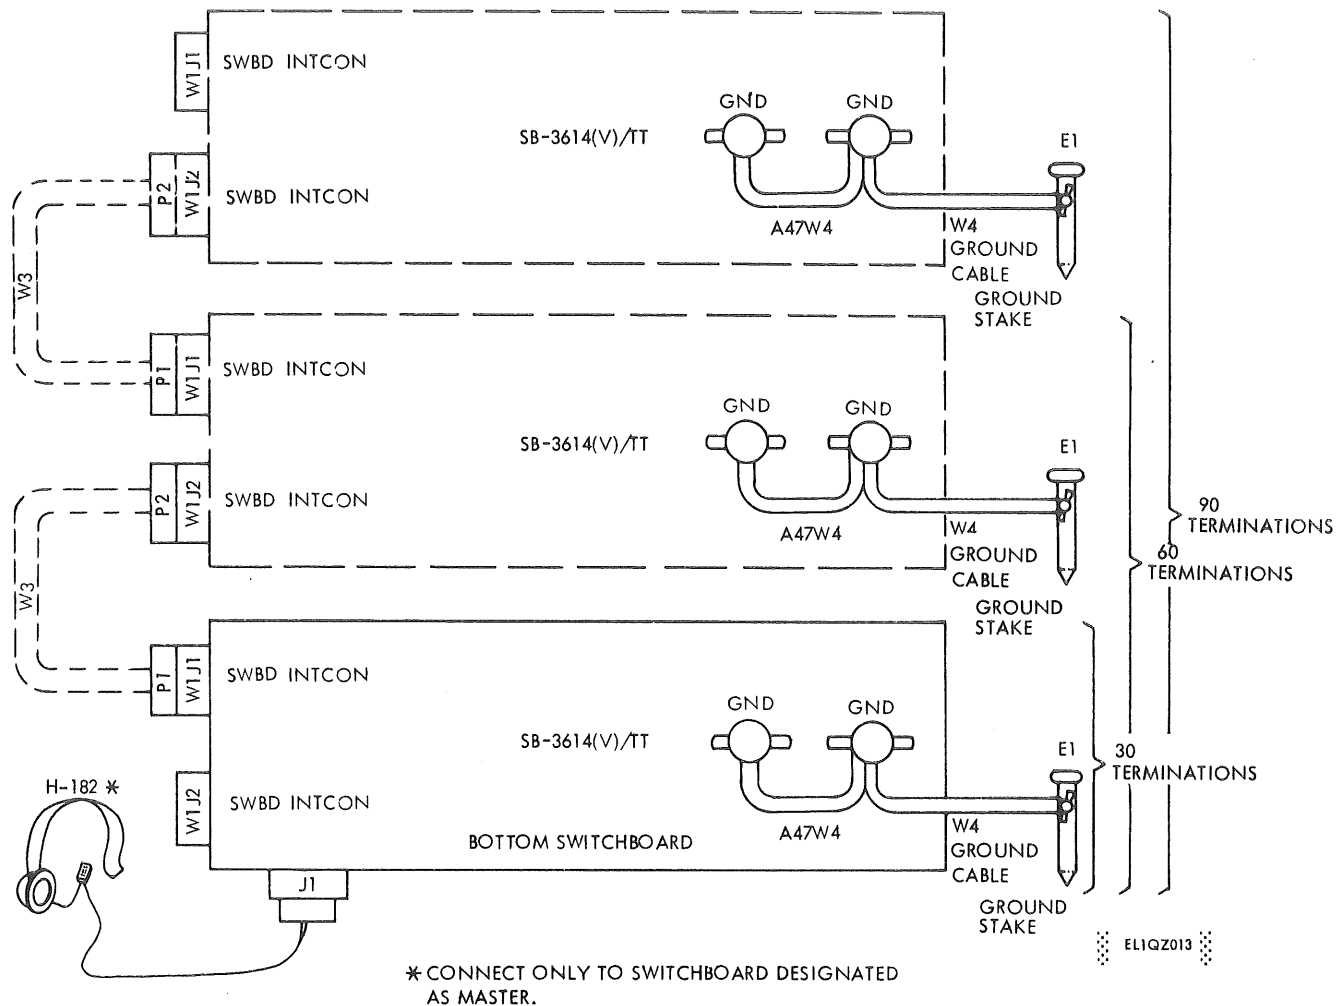 W1J1
SWBD INTCON
GND
GND
SB-3614(V)/TT
E1
P2
W1J2
SWBD INTCON
A47W4
W4
GROUND
CABLE
GROUND
STAKE
W3
P1
W1J1
SWBD INTCON
GND
GND
SB-3614(V)/TT
E1
P2
W1J2
SWBD INTCON
A47W4
W4
GROUND
CABLE
GROUND
STAKE
90
TERMINATIONS
60
TERMINATIONS
W3
P1
W1J1
SWBD INTCON
GND
GND
SB-3614(V)/TT
E1
30
TERMINATIONS
H-182 *
W1J2
SWBD INTCON
BOTTOM SWITCHBOARD
A47W4
W4
GROUND
CABLE
GROUND
STAKE
J1
EL1QZ013
* CONNECT ONLY TO SWITCHBOARD DESIGNATED
AS MASTER.